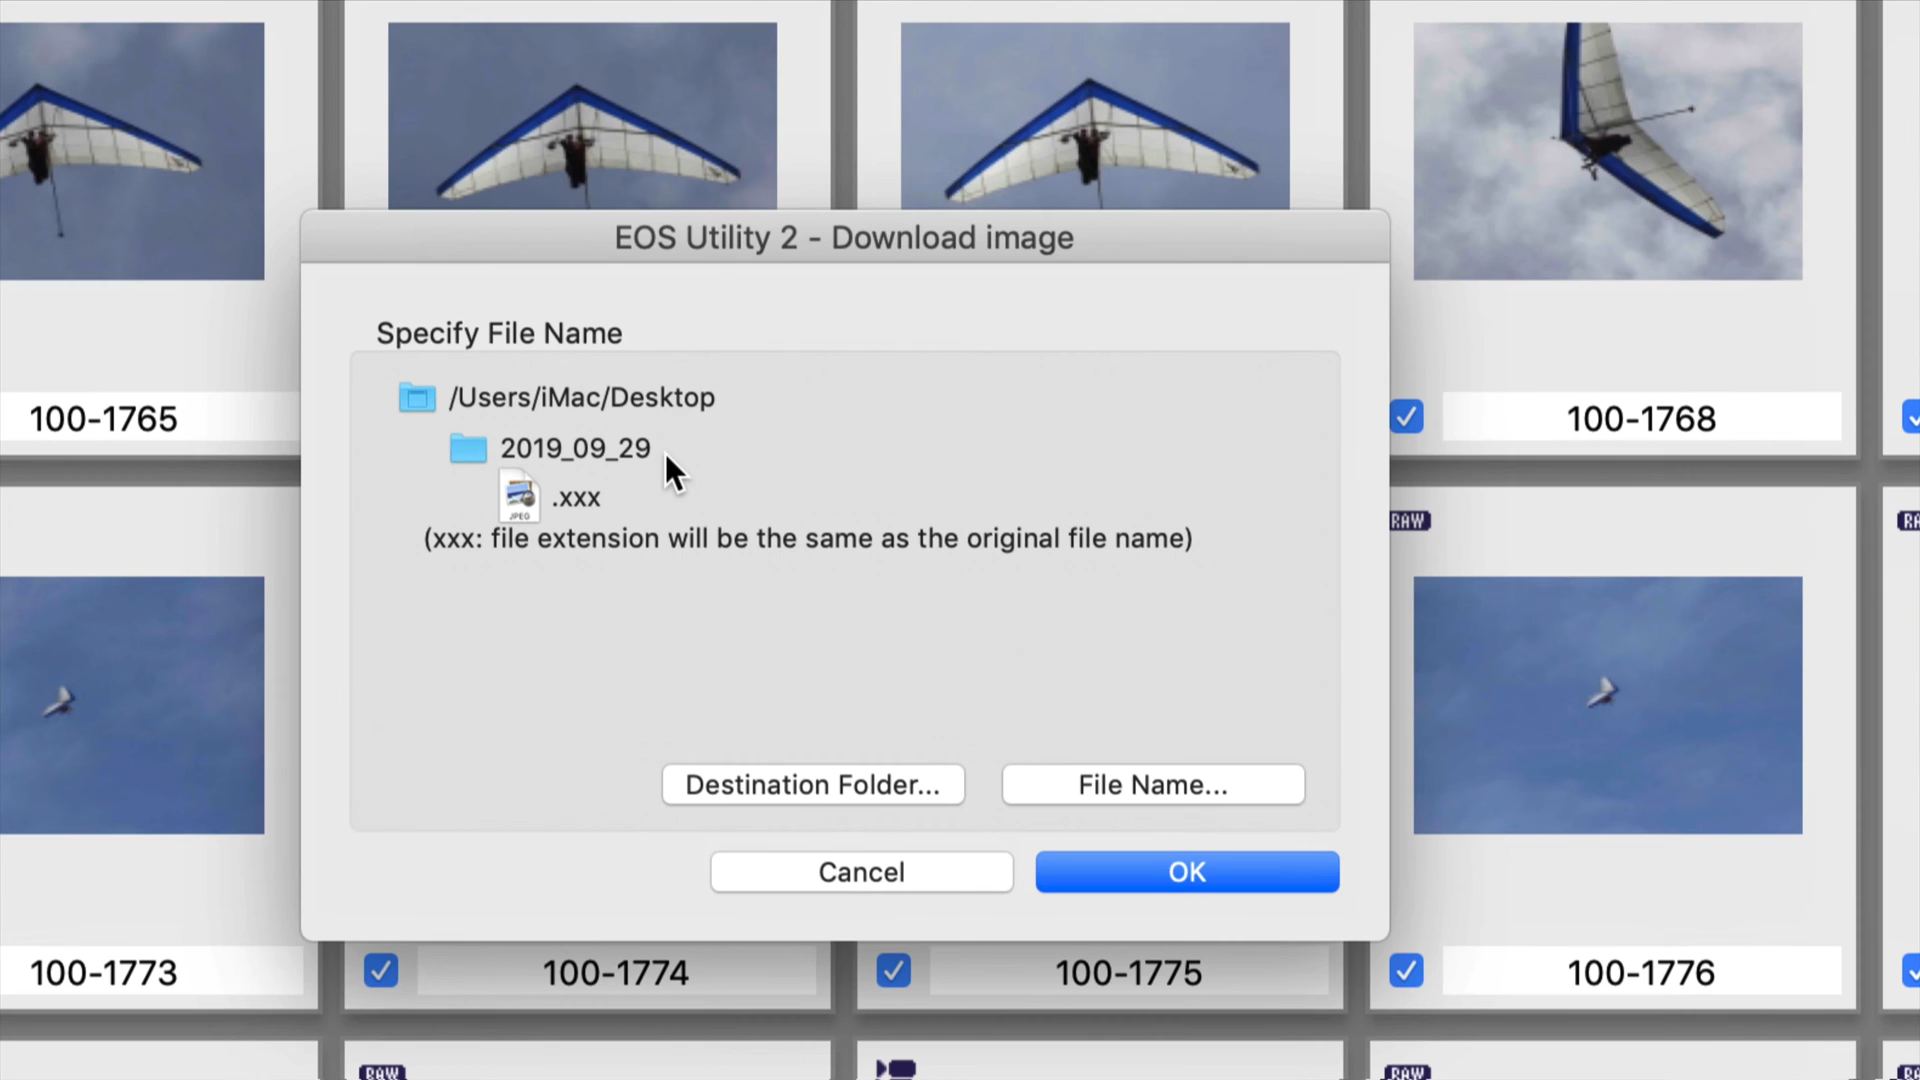 EOS Utility 2 - Download image
Specify File Name
/Users/iMac/Desktop
2019_09_29
JPEG
.xxx
(xxx: file extension will be the same as the original file name)
Destination Folder...
File Name...
Cancel
OK
100-1765
100-1768
RAW
100-1773
100-1774
100-1775
100-1776
RAW
RAW